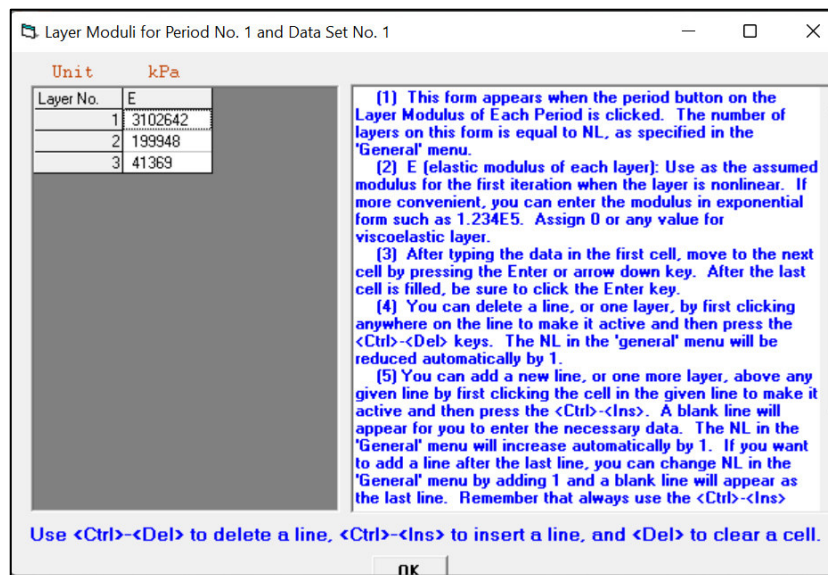 Layer Moduli for Period No. 1 and Data Set No. 1
Unit kPa
Layer No. E
1 3102642
2 199948
3 41369
(1) This form appears when the period button on the
Layer Modulus of Each Period is clicked. The number of
layers on this form is equal to NL, as specified in the
'General' menu.
(2) E (elastic modulus of each layer): Use as the assumed
modulus for the first iteration when the layer is nonlinear. If
more convenient, you can enter the modulus in exponential
form such as 1.234E5. Assign 0 or any value for
viscoelastic layer.
(3) After typing the data in the first cell, move to the next
cell by pressing the Enter or arrow down key. After the last
cell is filled, be sure to click the Enter key.
(4) You can delete a line, or one layer, by first clicking
anywhere on the line to make it active and then press the
<Ctrl>-<Del> keys. The NL in the 'general' menu will be
reduced automatically by 1.
(5) You can add a new line, or one more layer, above any
given line by first clicking the cell in the given line to make it
active and then press the <Ctrl>-<Ins>. A blank line will
appear for you to enter the necessary data. The NL in the
'General' menu will increase automatically by 1. If you want
to add a line after the last line, you can change NL in the
'General' menu by adding 1 and a blank line will appear as
the last line. Remember that always use the <Ctrl>-<Ins>
Use <Ctrl>-<Del> to delete a line, <Ctrl>-<Ins> to insert a line, and <Del> to clear a cell.
OK